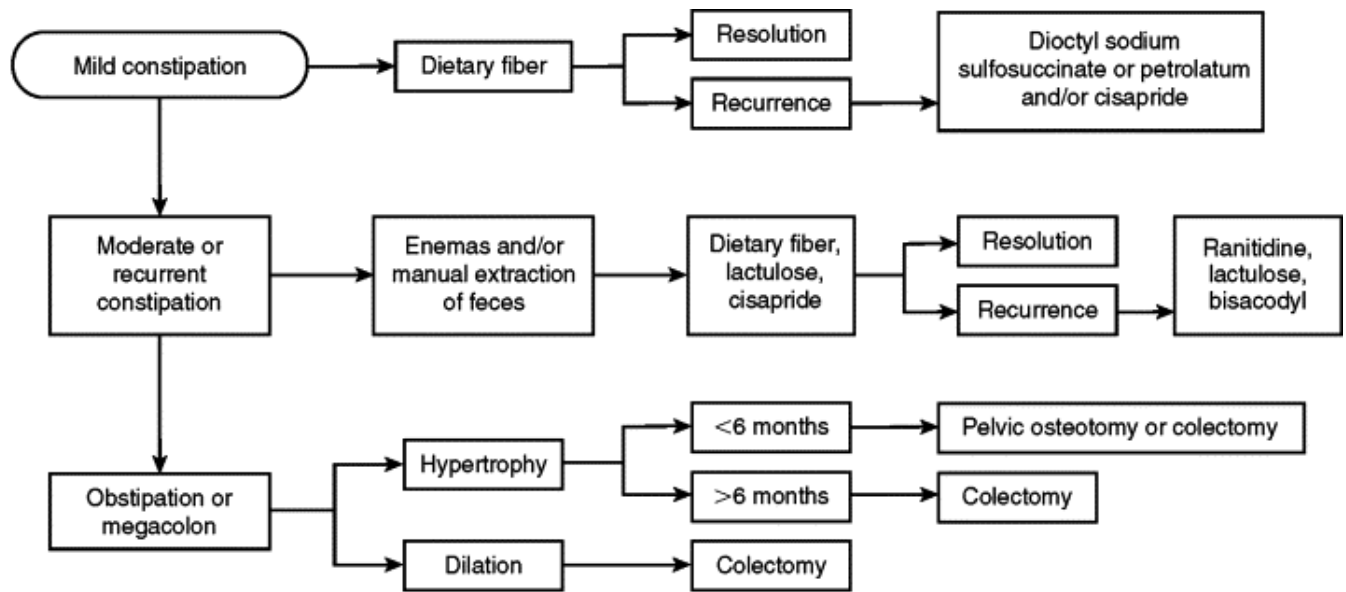 Mild constipation
Dietary fiber
Resolution
Recurrence
Dioctyl sodium
sulfosuccinate or petrolatum
and/or cisapride
Moderate or
recurrent
constipation
Enemas and/or
manual extraction
of feces
Dietary fiber,
lactulose,
cisapride
Resolution
Recurrence
Ranitidine,
lactulose,
bisacodyl
Obstipation or
megacolon
Hypertrophy
<6 months
Pelvic osteotomy or colectomy
>6 months
Colectomy
Dilation
Colectomy